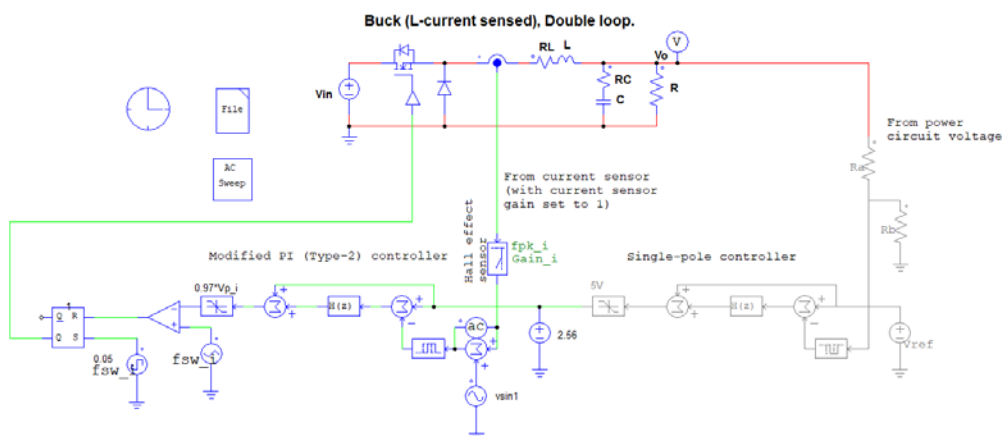 Buck (L-current sensed), Double loop.
V
RL L
Vo
RC
R
C
Vin
File
AC
Sweep
From power
circuit voltage
Ra
Rb
From current sensor
(with current sensor
gain set to 1)
Hall effect
sensor
fpk_i
Gain_i
Modified PI (Type-2) controller
Single-pole controller
0.97*Vp_i
H(z)
5V
H(z)
1
Q R
Q S
ac
2.56
Vref
0.05
fsw_i
fsw_i
vsin1